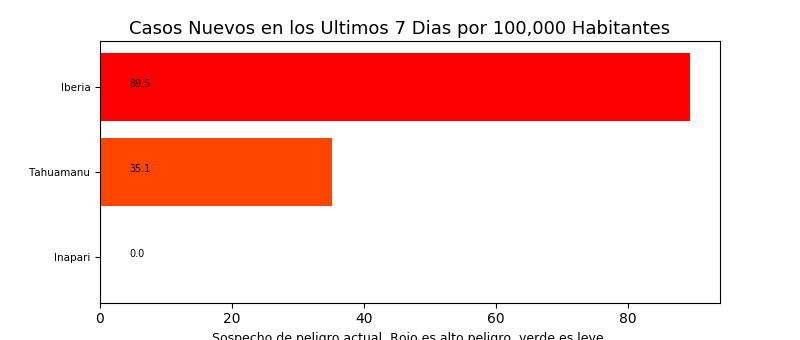 Casos Nuevos en los Ultimos 7 Dias por 100,000 Habitantes
Iberia
89.5
Tahuamanu
35.1
Inapari
0.0
0 20 40 60 80
Sospecho de peligro actual. Rojo es alto peligro, verde es leve